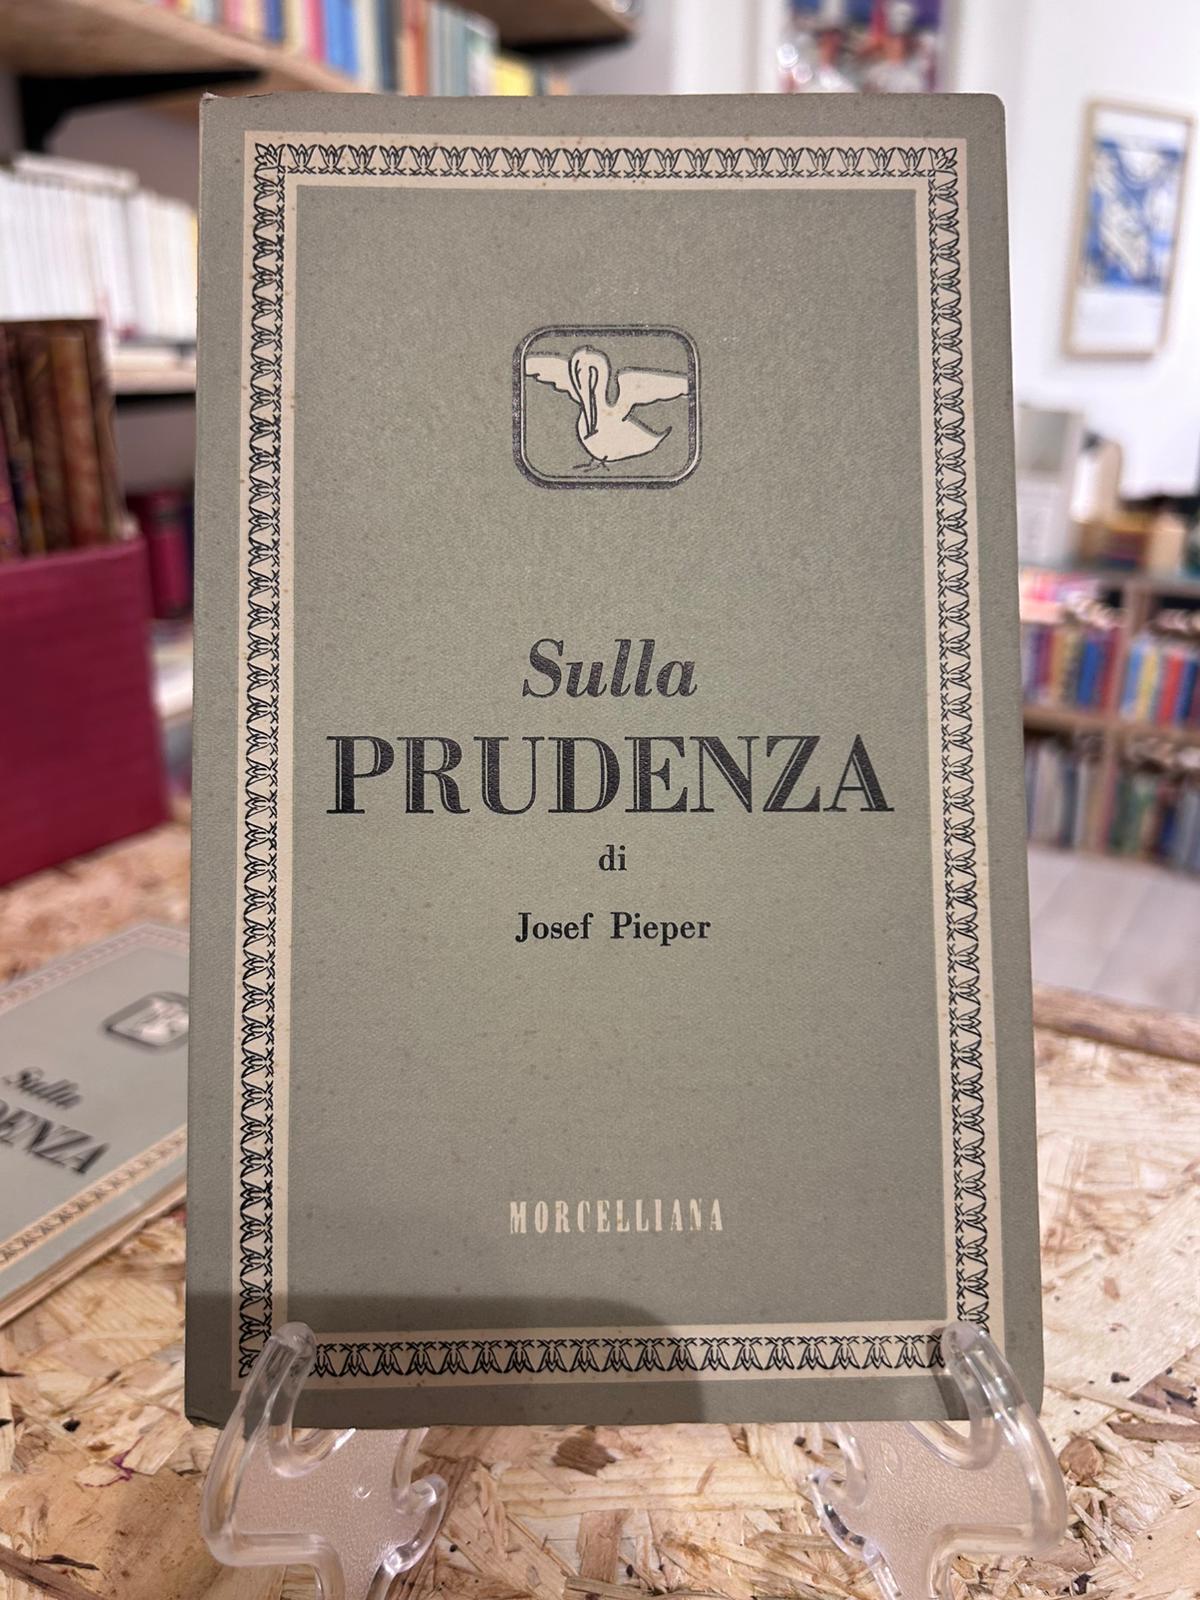 Sulla
PRUDENZA
di
Josef Pieper
MORCELLIANA
Sulla
DENZA